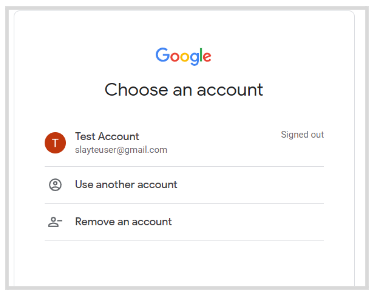 Google
Choose an account
T
Test Account
Signed out
slayteuser@gmail.com
Use another account
Remove an account